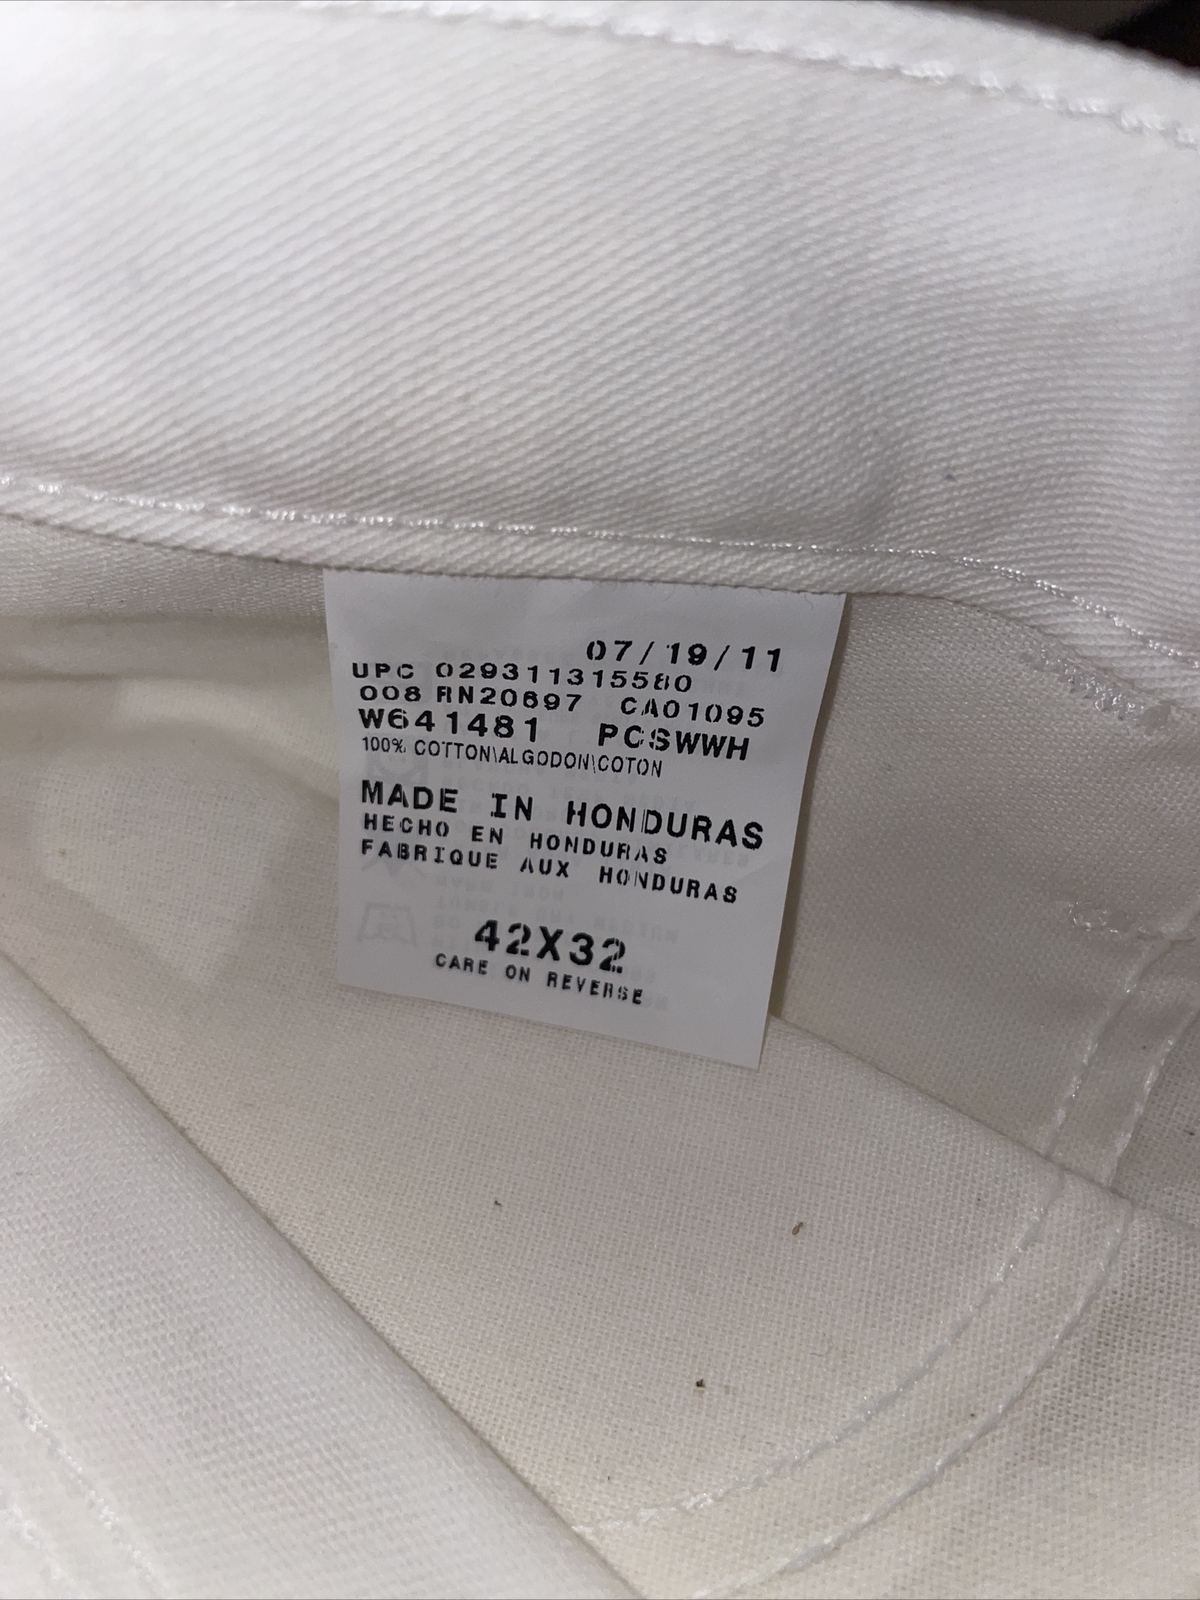 07/19/11
UPC 029311315580
008 RN20697 CA01095
W641481 PCSWWH
100% COTTON\ALGODON\COTON
MADE IN HONDURAS
HECHO EN HONDURAS
FABRIQUE AUX HONDURAS
42X32
CARE ON REVERSE